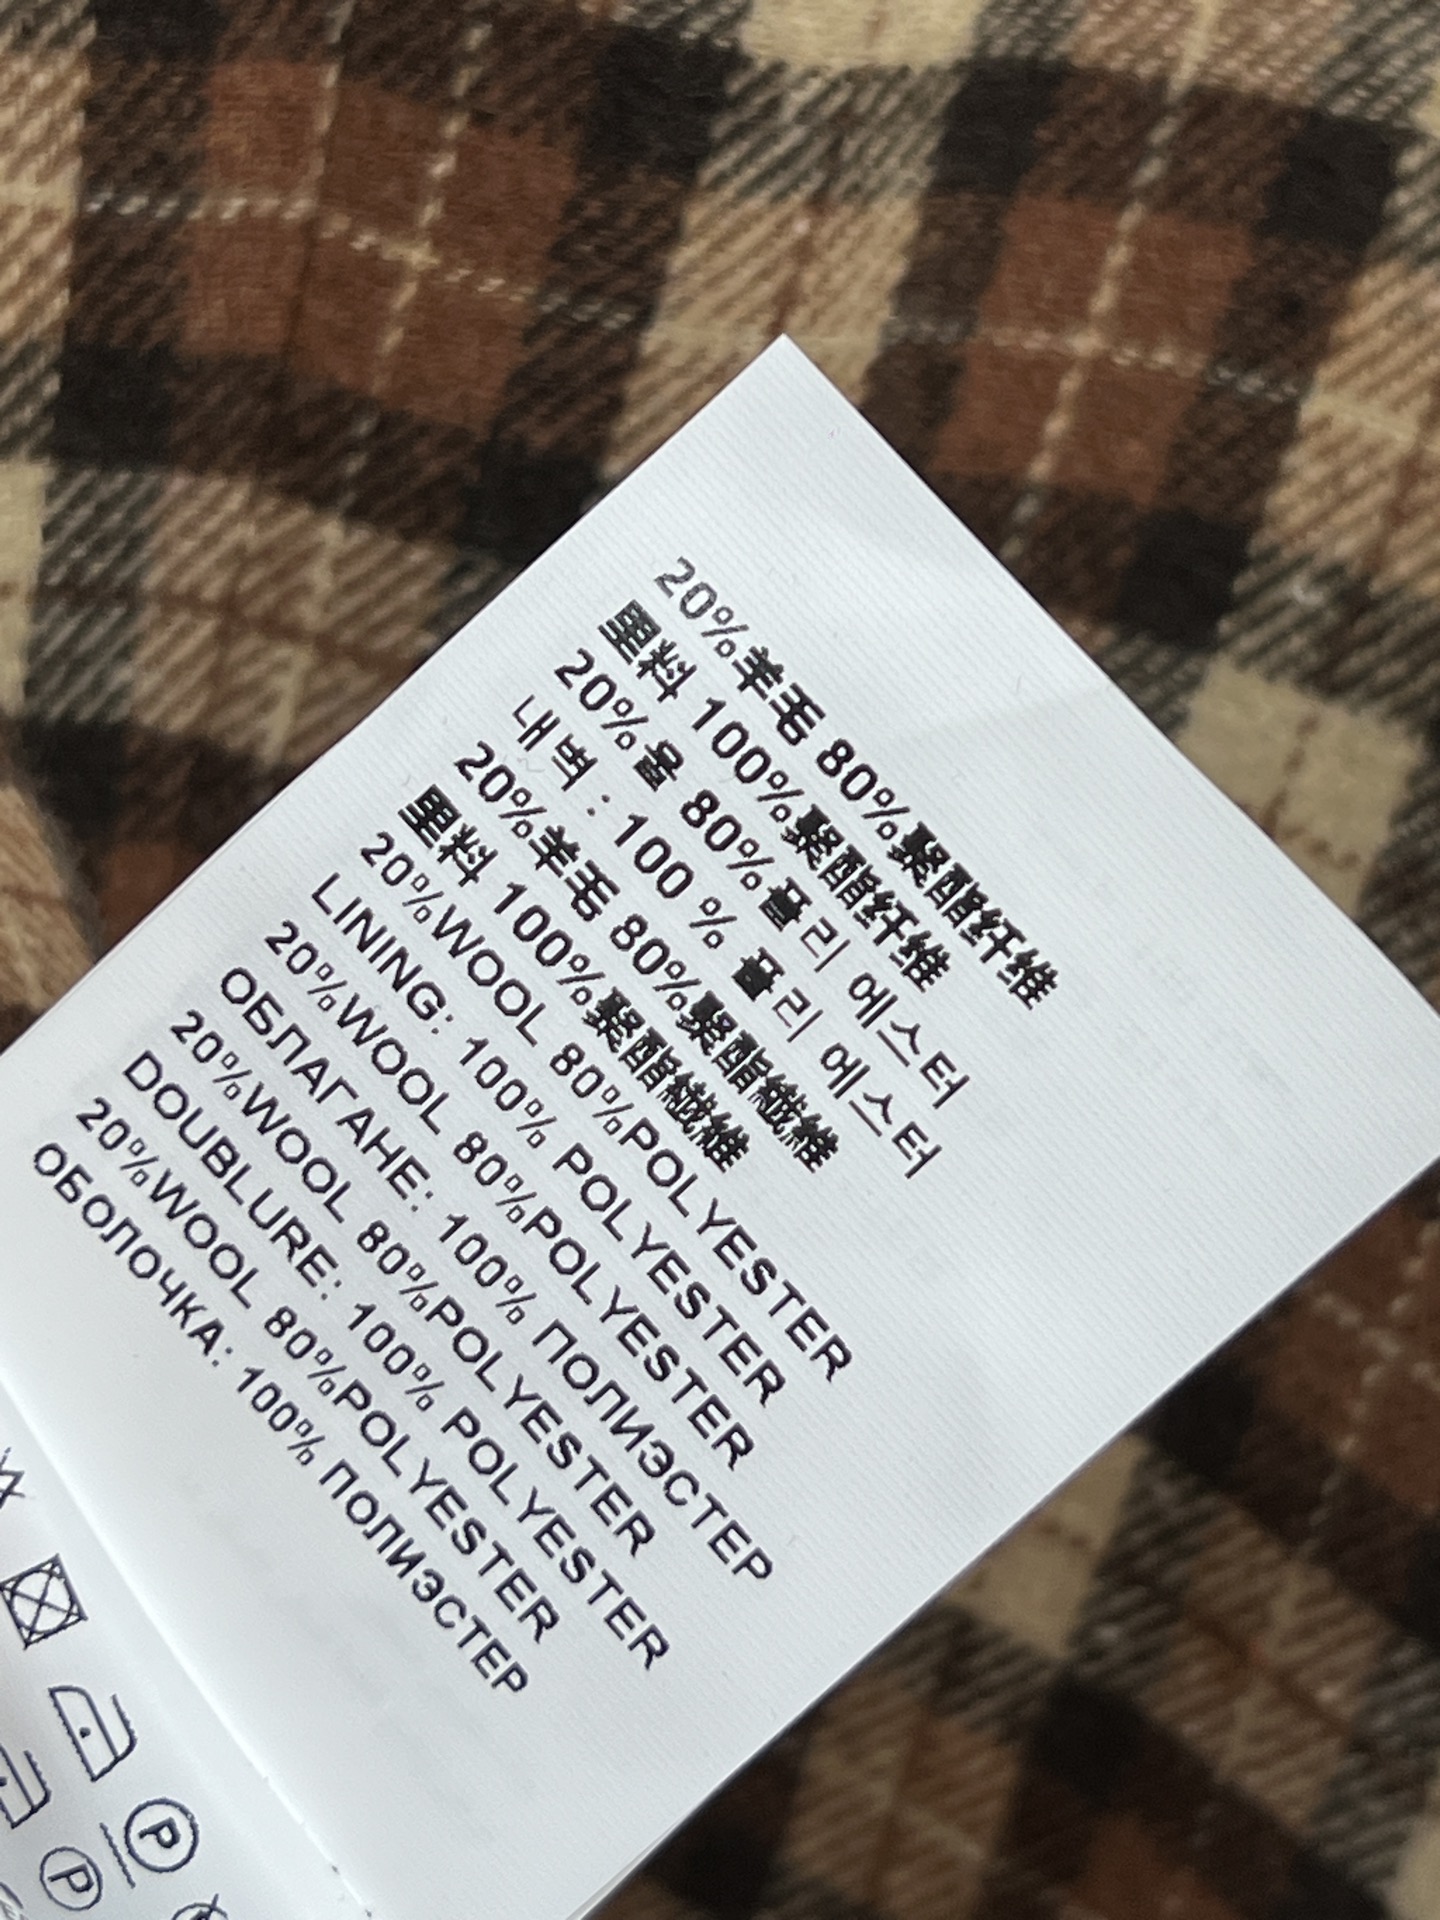 20%羊毛 80%聚酯纤维
里料 100%聚酯纤维
20%울 80%폴리 에스터
내벽 : 100 % 폴리 에스터
20%羊毛 80%聚酯纖維
里料 100%聚酯纖維
20%WOOL 80%POLYESTER
LINING: 100% POLYESTER
20%WOOL 80%POLYESTER
ОБЛАГАНЕ: 100% ПОЛИЭСТЕР
20%WOOL 80%POLYESTER
DOUBLURE: 100% POLYESTER
20%WOOL 80%POLYESTER
ОБОЛОЧКА: 100% ПОЛИЭСТЕР
P
P